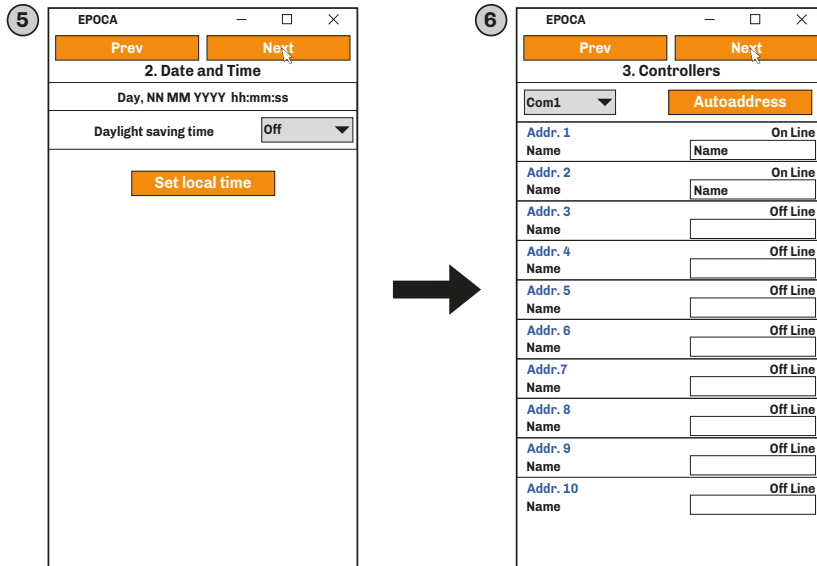 5
EPOCA
Prev Next
2. Date and Time
Day, NN MM YYYY hh:mm:ss
Daylight saving time Off
Set local time
6
EPOCA
Prev Next
3. Controllers
Com1 Autoaddress
Addr. 1 On Line
Name Name
Addr. 2 On Line
Name Name
Addr. 3 Off Line
Name
Addr. 4 Off Line
Name
Addr. 5 Off Line
Name
Addr. 6 Off Line
Name
Addr.7 Off Line
Name
Addr. 8 Off Line
Name
Addr. 9 Off Line
Name
Addr. 10 Off Line
Name